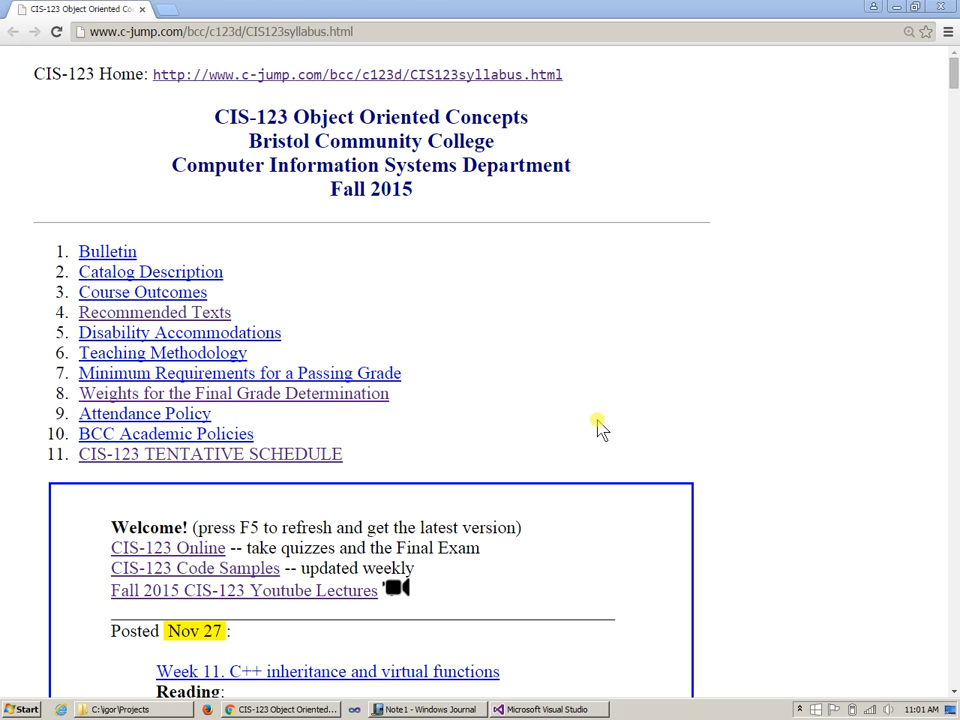 CIS-123 Object Oriented Co
www.c-jump.com/bcc/c123d/CIS123syllabus.html
CIS-123 Home: http://www.c-jump.com/bcc/c123d/CIS123syllabus.html
CIS-123 Object Oriented Concepts
Bristol Community College
Computer Information Systems Department
Fall 2015
1. Bulletin
2. Catalog Description
3. Course Outcomes
4. Recommended Texts
5. Disability Accommodations
6. Teaching Methodology
7. Minimum Requirements for a Passing Grade
8. Weights for the Final Grade Determination
9. Attendance Policy
10. BCC Academic Policies
11. CIS-123 TENTATIVE SCHEDULE
Welcome! (press F5 to refresh and get the latest version)
CIS-123 Online -- take quizzes and the Final Exam
CIS-123 Code Samples -- updated weekly
Fall 2015 CIS-123 Youtube Lectures
Posted Nov 27 :
Week 11. C++ inheritance and virtual functions
Reading:
Start C:\igor\Projects CIS-123 Object Oriented... Note1 - Windows Journal Microsoft Visual Studio 11:01 AM